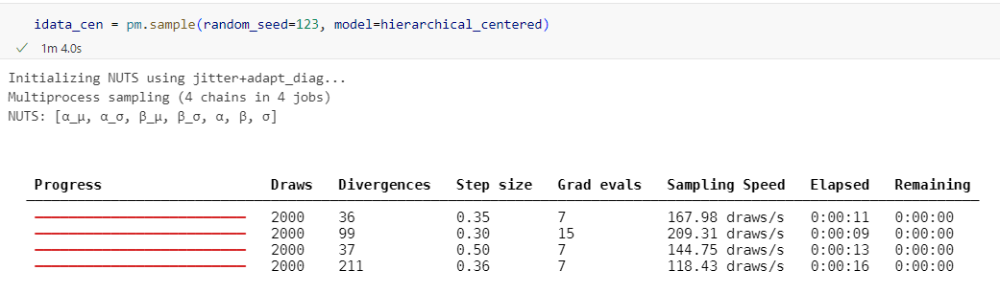 idata_cen = pm.sample(random_seed=123, model=hierarchical_centered)
✓ 1m 4.0s
Initializing NUTS using jitter+adapt_diag...
Multiprocess sampling (4 chains in 4 jobs)
NUTS: [α_μ, α_σ, β_μ, β_σ, α, β, σ]
Progress Draws Divergences Step size Grad evals Sampling Speed Elapsed Remaining
2000 36 0.35 7 167.98 draws/s 0:00:11 0:00:00
2000 99 0.30 15 209.31 draws/s 0:00:09 0:00:00
2000 37 0.50 7 144.75 draws/s 0:00:13 0:00:00
2000 211 0.36 7 118.43 draws/s 0:00:16 0:00:00